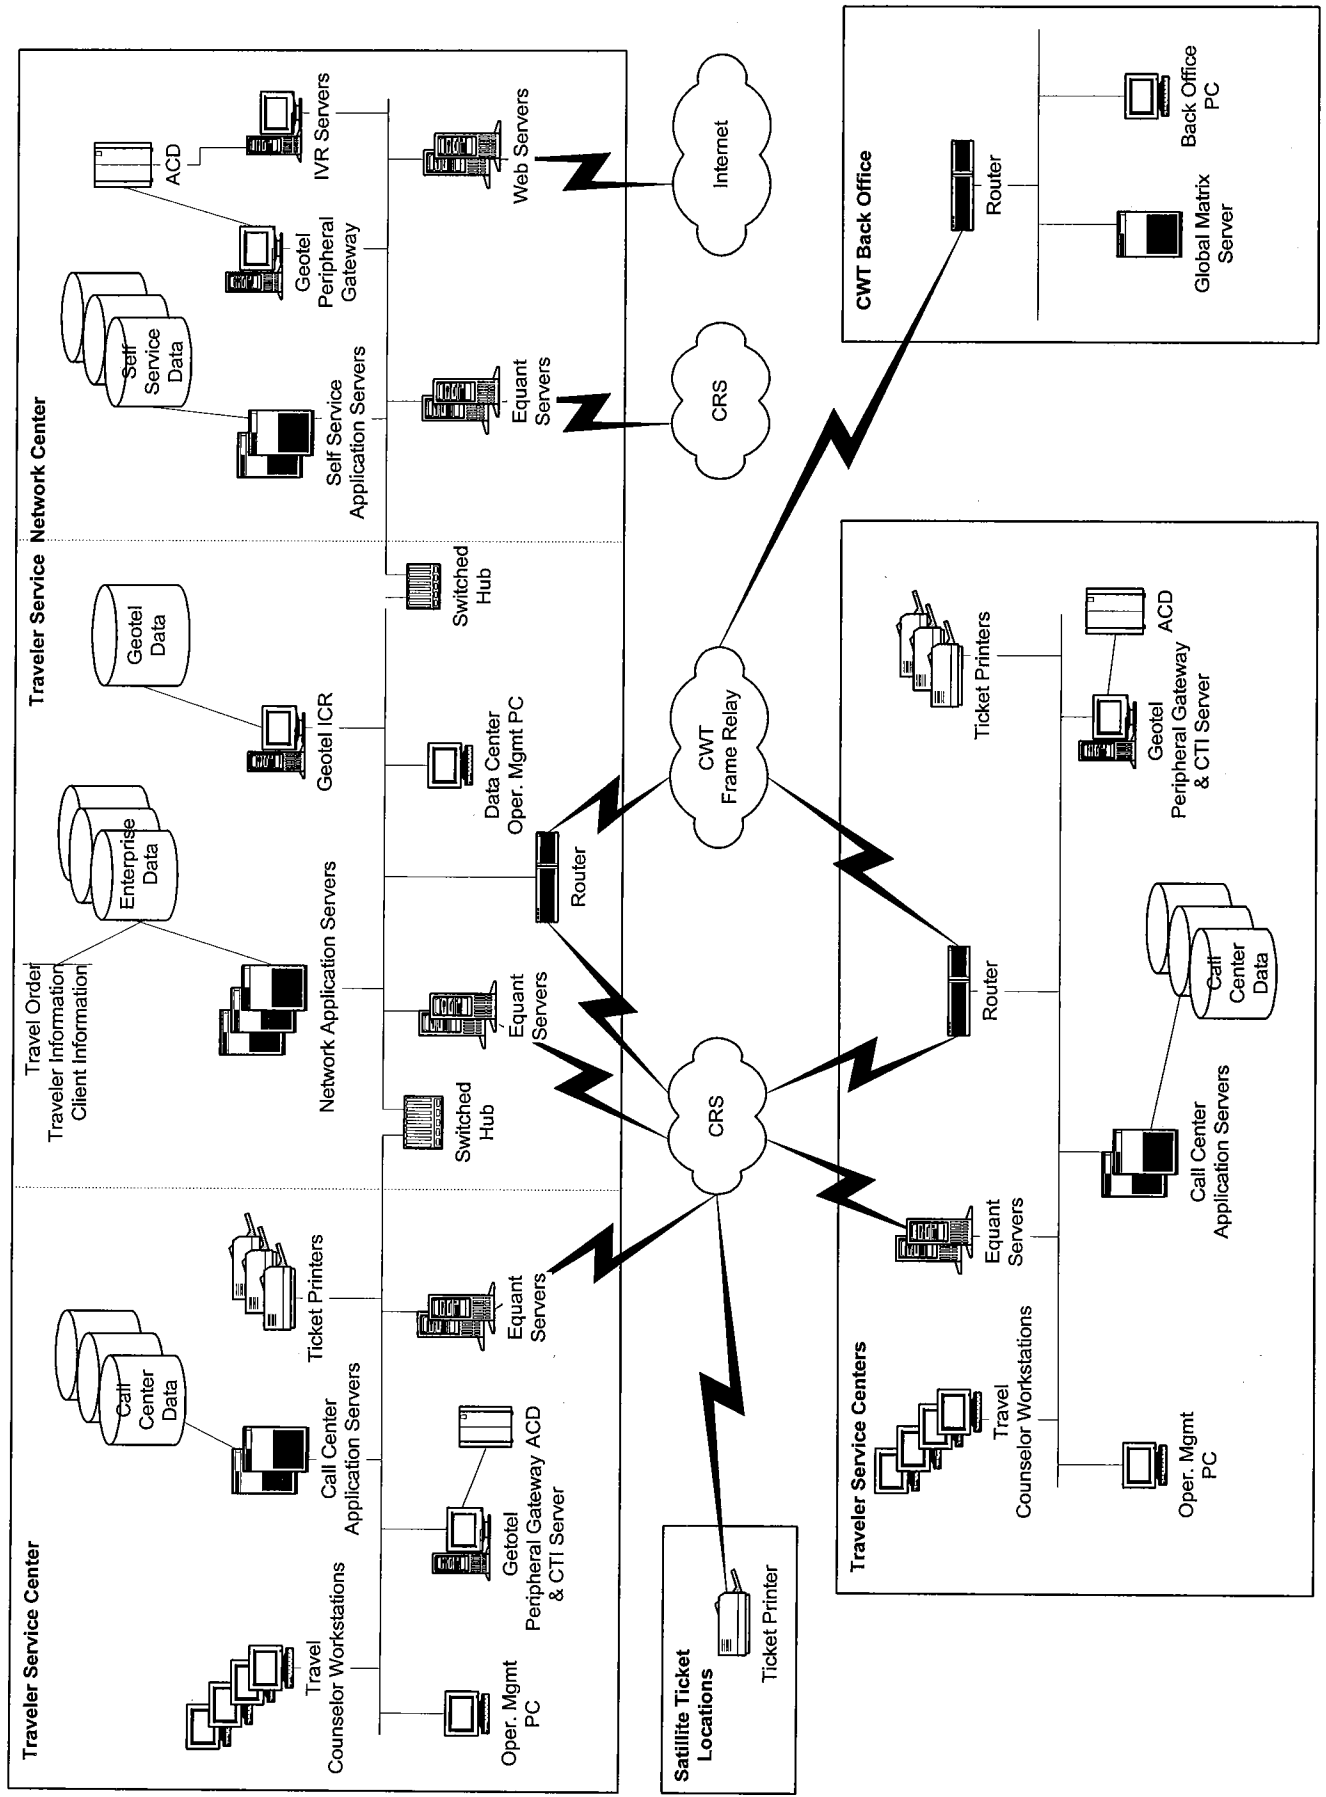 Traveler Service Center
Call
Center
Data
Travel
Counselor Workstations
Call Center
Application Servers
Ticket Printers
Oper. Mgmt
PC
Getotel
Peripheral Gateway
& CTI Server
ACD
Equant
Servers
Traveler Service Network Center
Travel Order
Traveler Information
Client Information
Enterprise
Data
Geotel
Data
Network Application Servers
Geotel ICR
Switched
Hub
Equant
Servers
Router
Data Center
Oper. Mgmt PC
Switched
Hub
Self
Service
Data
ACD
Self Service
Application Servers
Geotel
Peripheral
Gateway
IVR Servers
Equant
Servers
Web Servers
CRS
CWT
Frame Relay
CRS
Internet
Satillite Ticket
Locations
Ticket Printer
Traveler Service Centers
Travel
Counselor Workstations
Equant
Servers
Router
Ticket Printers
Oper. Mgmt
PC
Call Center
Application Servers
Call
Center
Data
Geotel
Peripheral Gateway
& CTI Server
ACD
CWT Back Office
Router
Global Matrix
Server
Back Office
PC